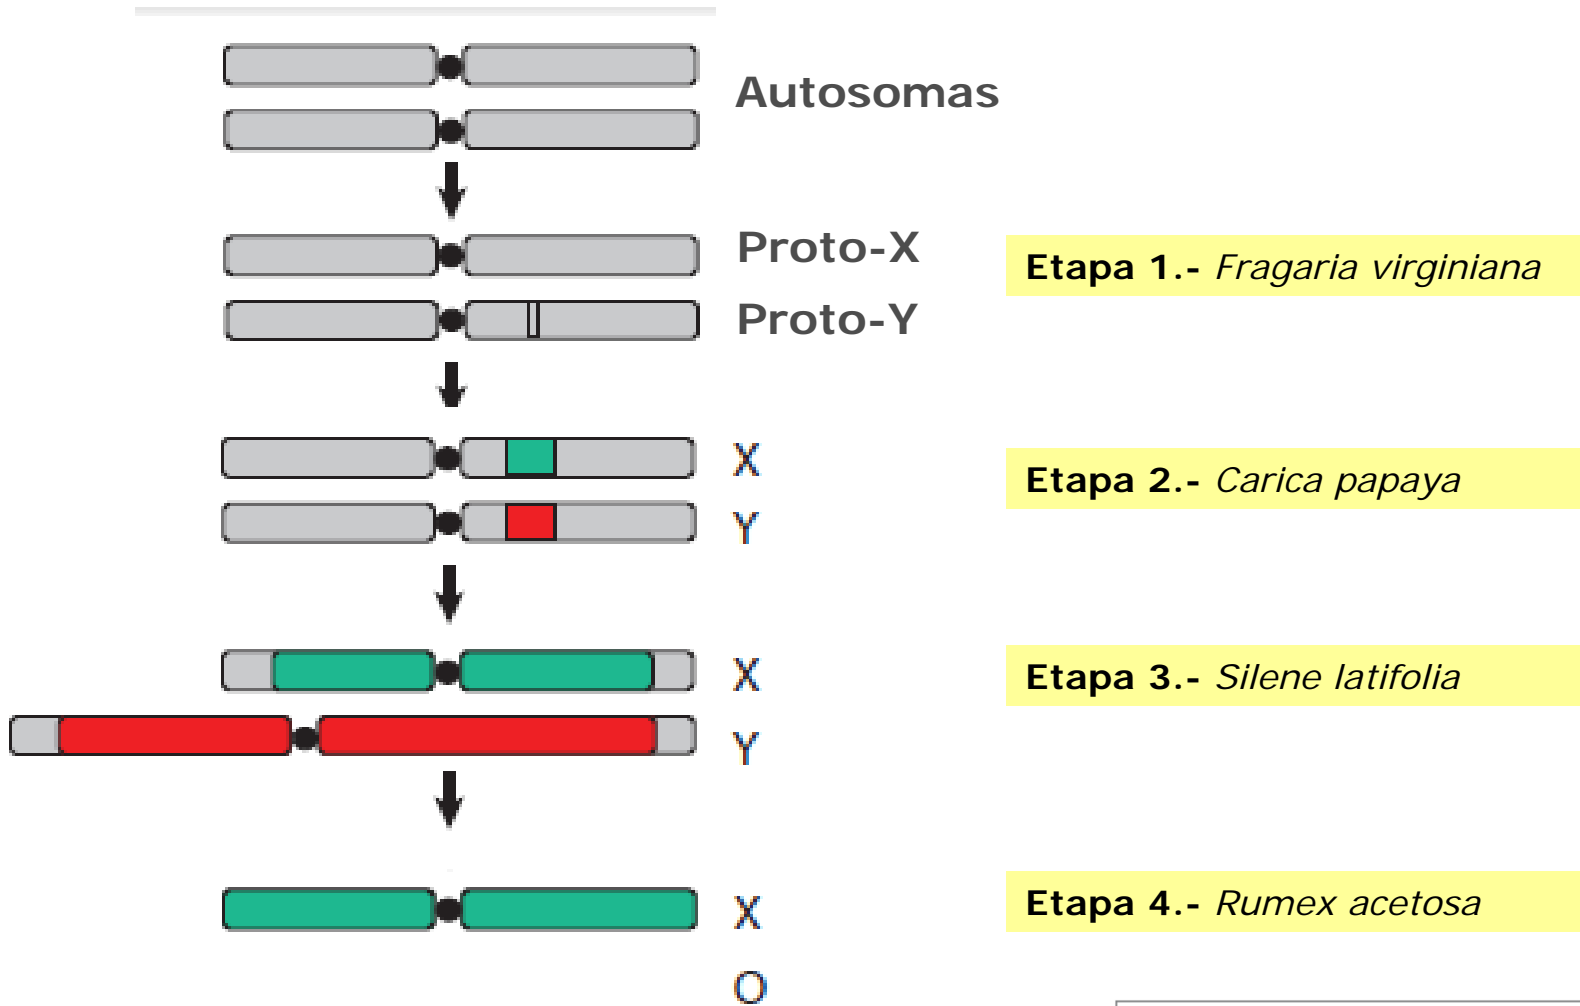 Autosomas
Proto-X
Etapa 1.- Fragaria virginiana
Proto-Y
X
Etapa 2.- Carica papaya
Y
X
Etapa 3.- Silene latifolia
Y
X
Etapa 4.- Rumex acetosa
O